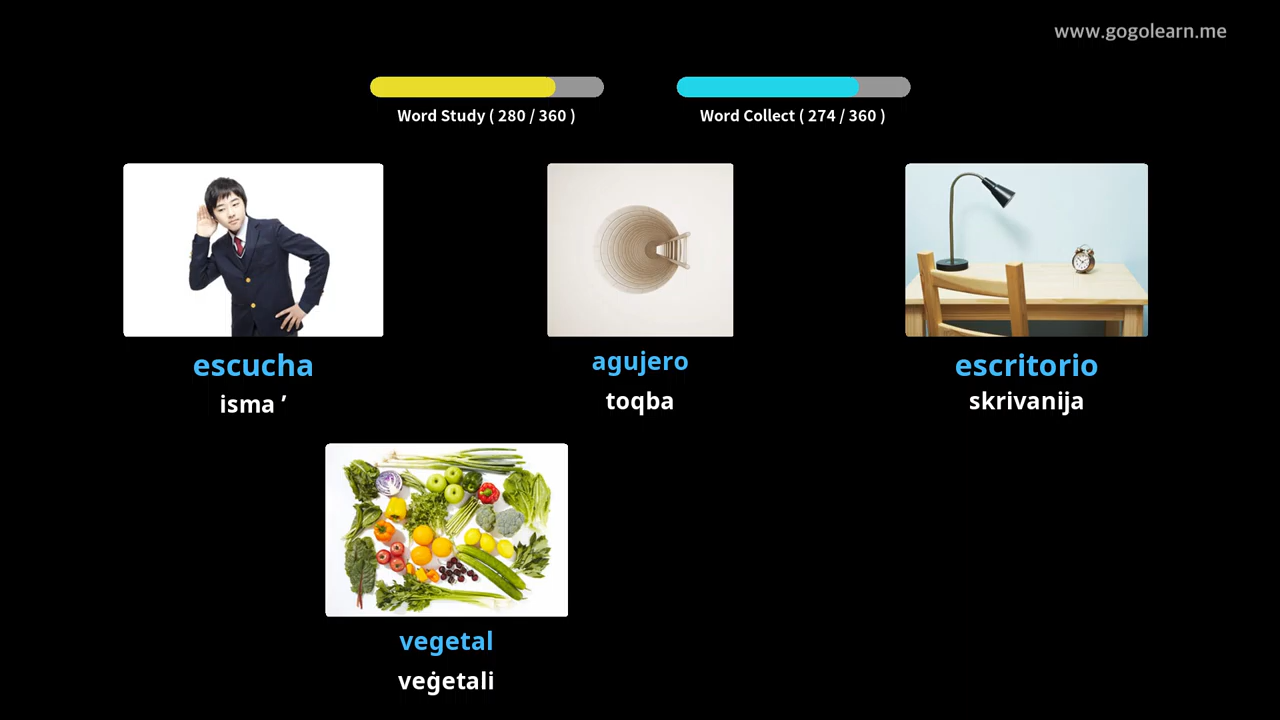 www.gogolearn.me
Word Study ( 280 / 360 )
Word Collect ( 274 / 360 )
escucha
isma ’
agujero
toqba
escritorio
skrivanija
vegetal
veġetali